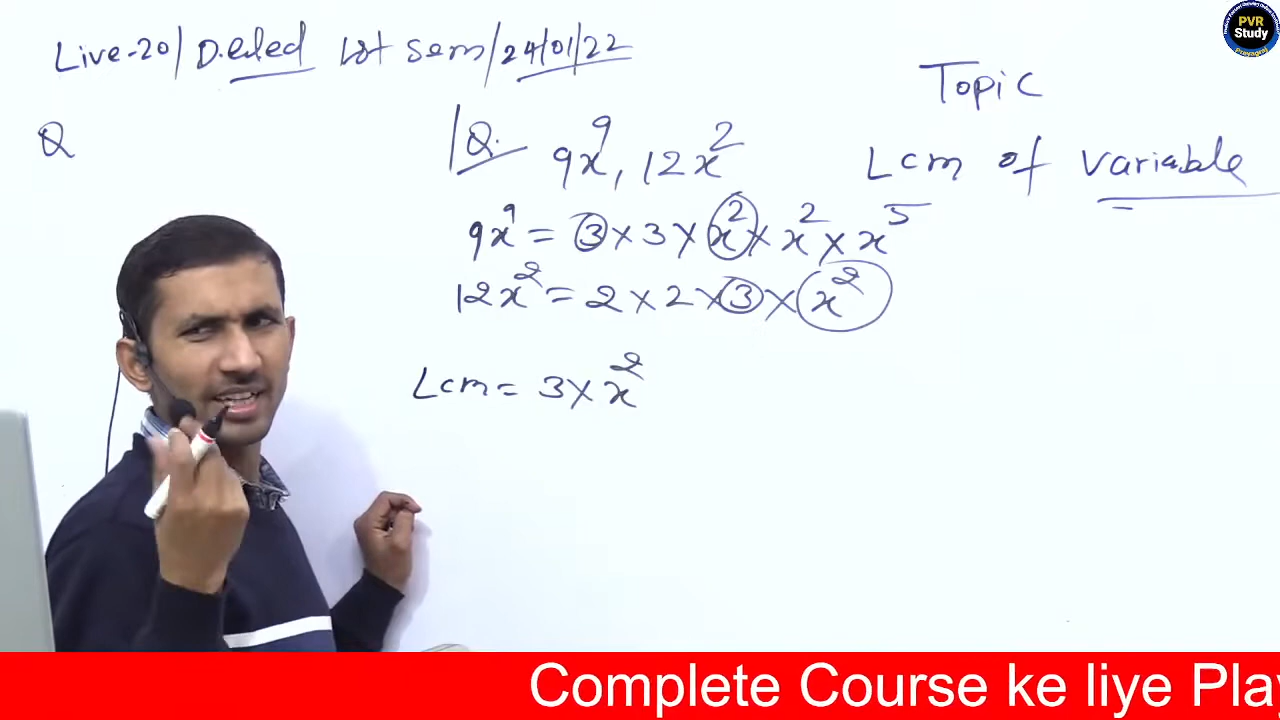 Live-20/ D.eled 1st Sem/24/01/22
PVR
Study
Prayagraj
Topic
Lcm of variable
Q
Q. 9x⁹, 12x²
9x⁹ = 3 × 3 × x² × x² × x⁵
12x² = 2 × 2 × 3 × x²
Lcm = 3 × x²
Complete Course ke liye Play